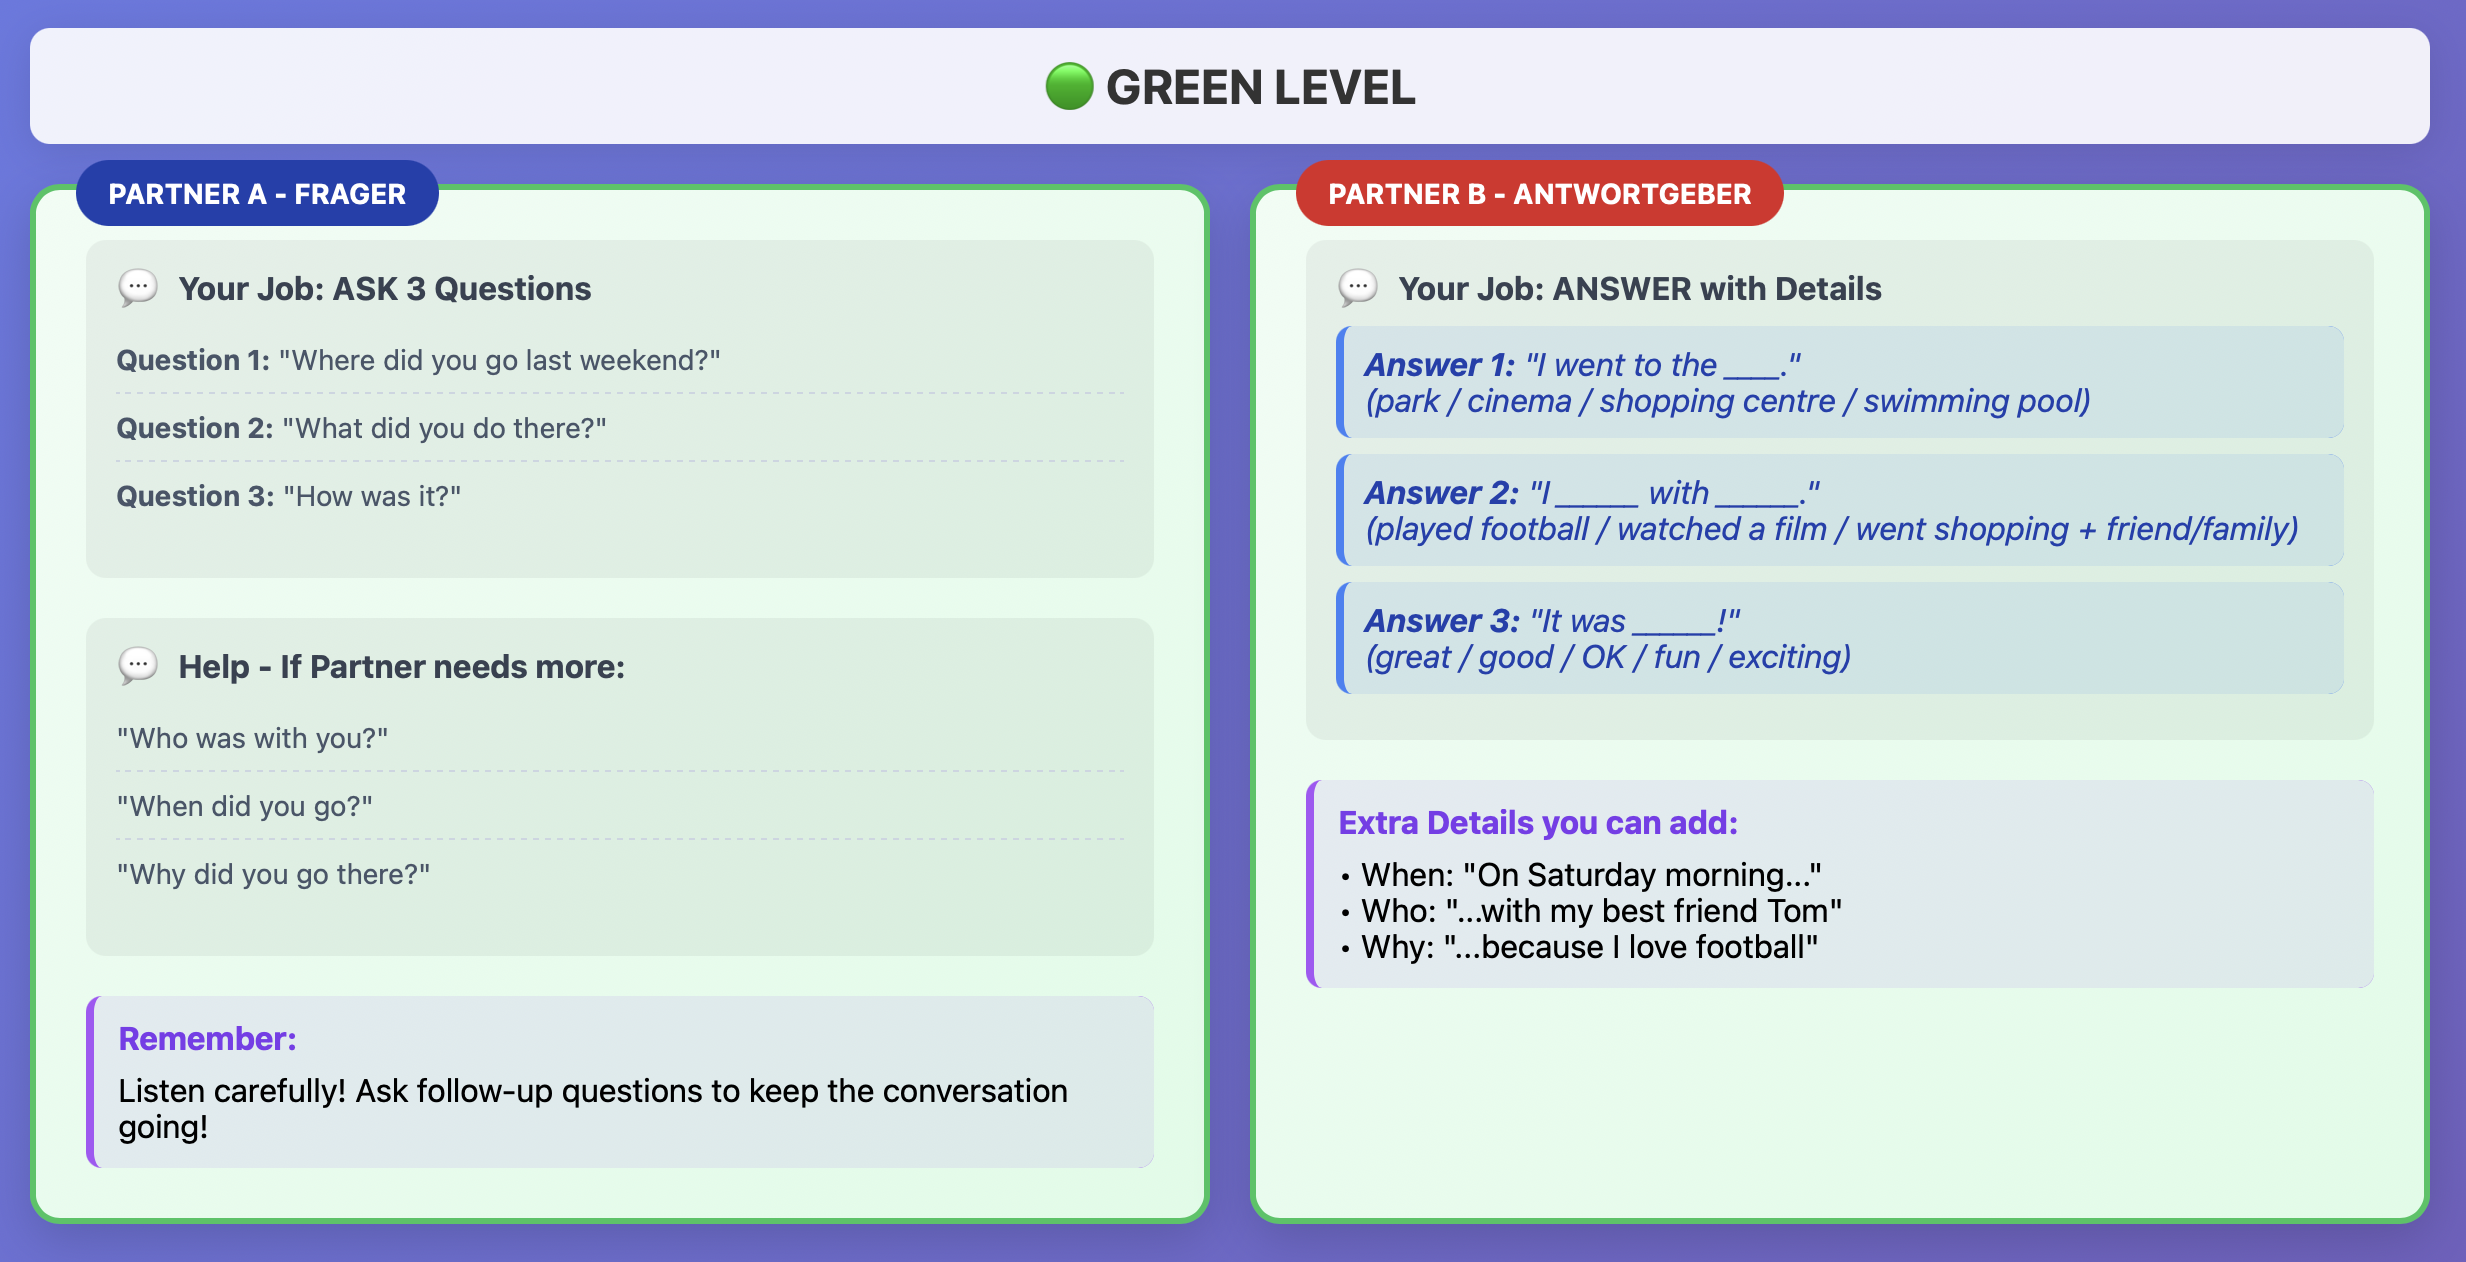 🟢 GREEN LEVEL
PARTNER A - FRAGER
💬 Your Job: ASK 3 Questions
Question 1: "Where did you go last weekend?"
Question 2: "What did you do there?"
Question 3: "How was it?"
💬 Help - If Partner needs more:
"Who was with you?"
"When did you go?"
"Why did you go there?"
Remember:
Listen carefully! Ask follow-up questions to keep the conversation
going!
PARTNER B - ANTWORTGEBER
💬 Your Job: ANSWER with Details
Answer 1: "I went to the ____."
(park / cinema / shopping centre / swimming pool)
Answer 2: "I ______ with ______."
(played football / watched a film / went shopping + friend/family)
Answer 3: "It was ______!"
(great / good / OK / fun / exciting)
Extra Details you can add:
• When: "On Saturday morning..."
• Who: "...with my best friend Tom"
• Why: "...because I love football"